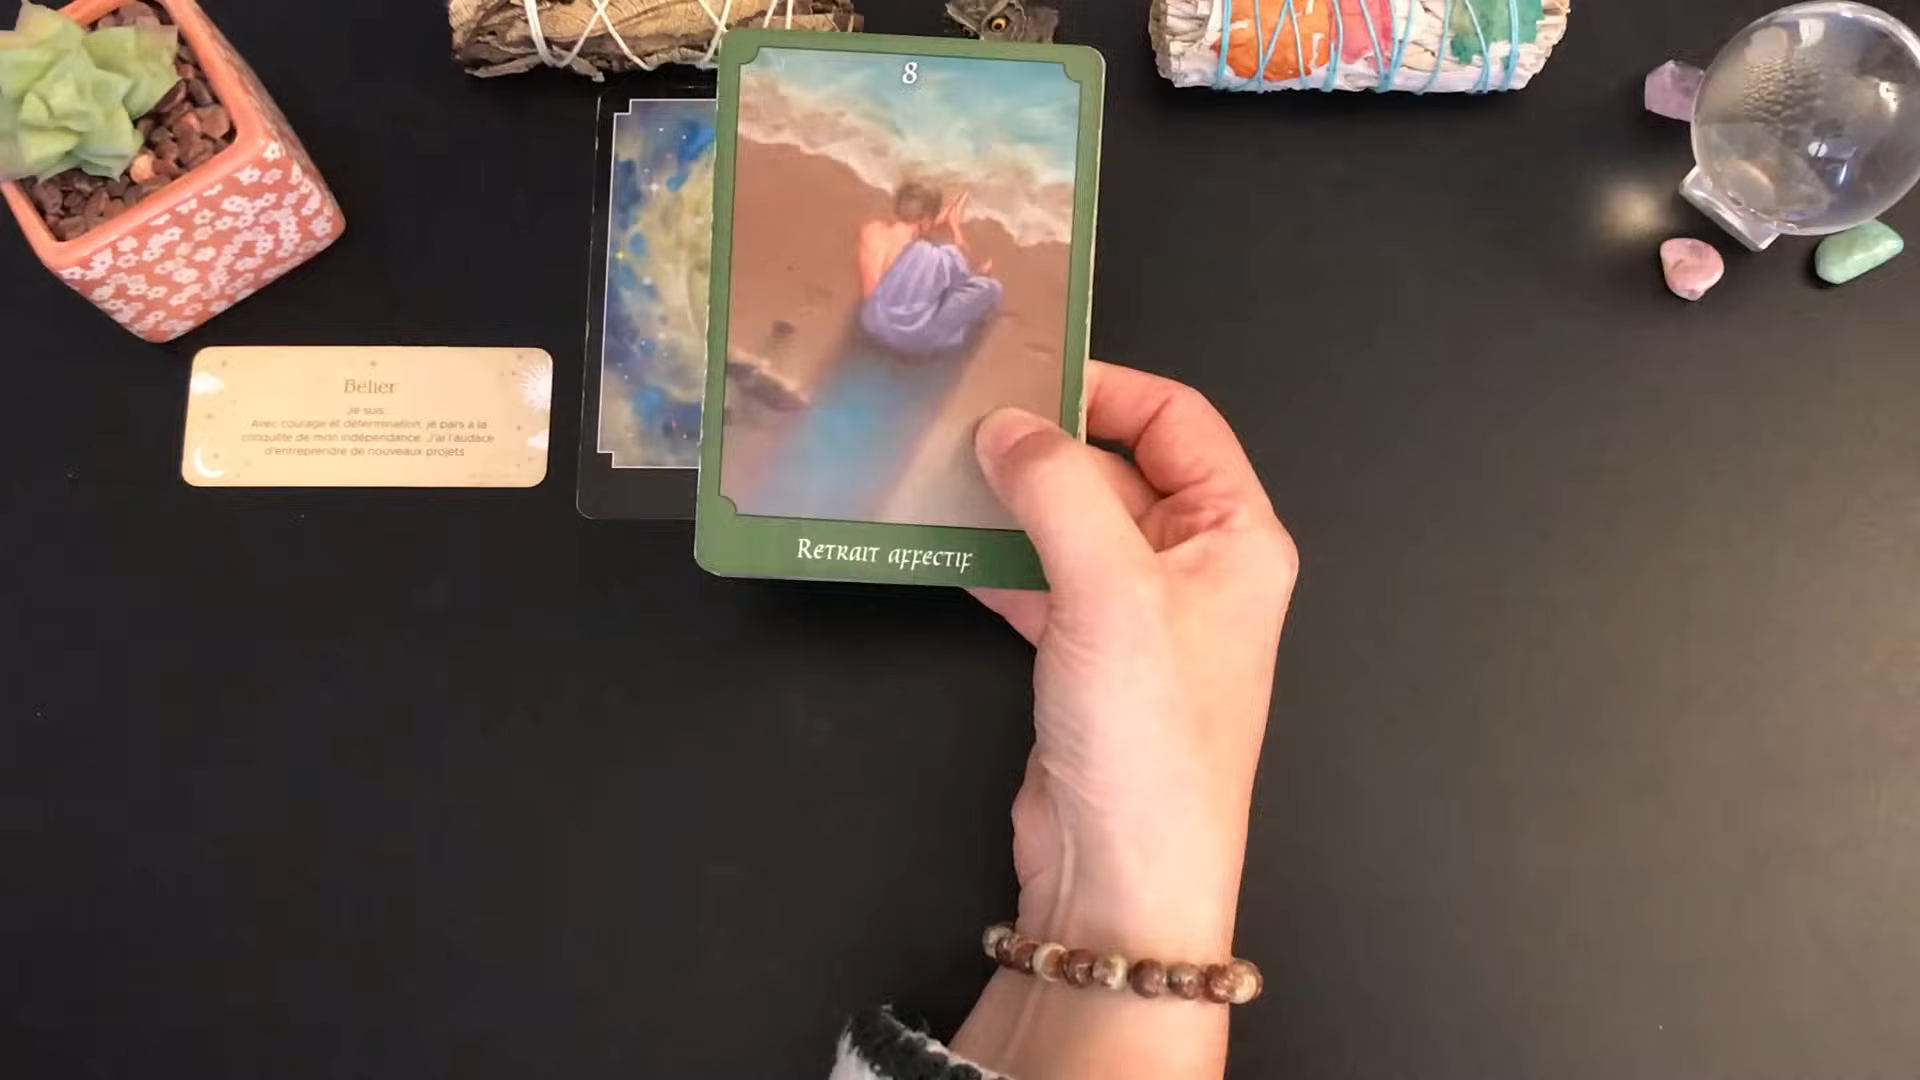 8
Retrait affectif
Bélier
Je suis
Avec courage et détermination, je pars à la
conquête de mon indépendance. J'ai l'audace
d'entreprendre de nouveaux projets